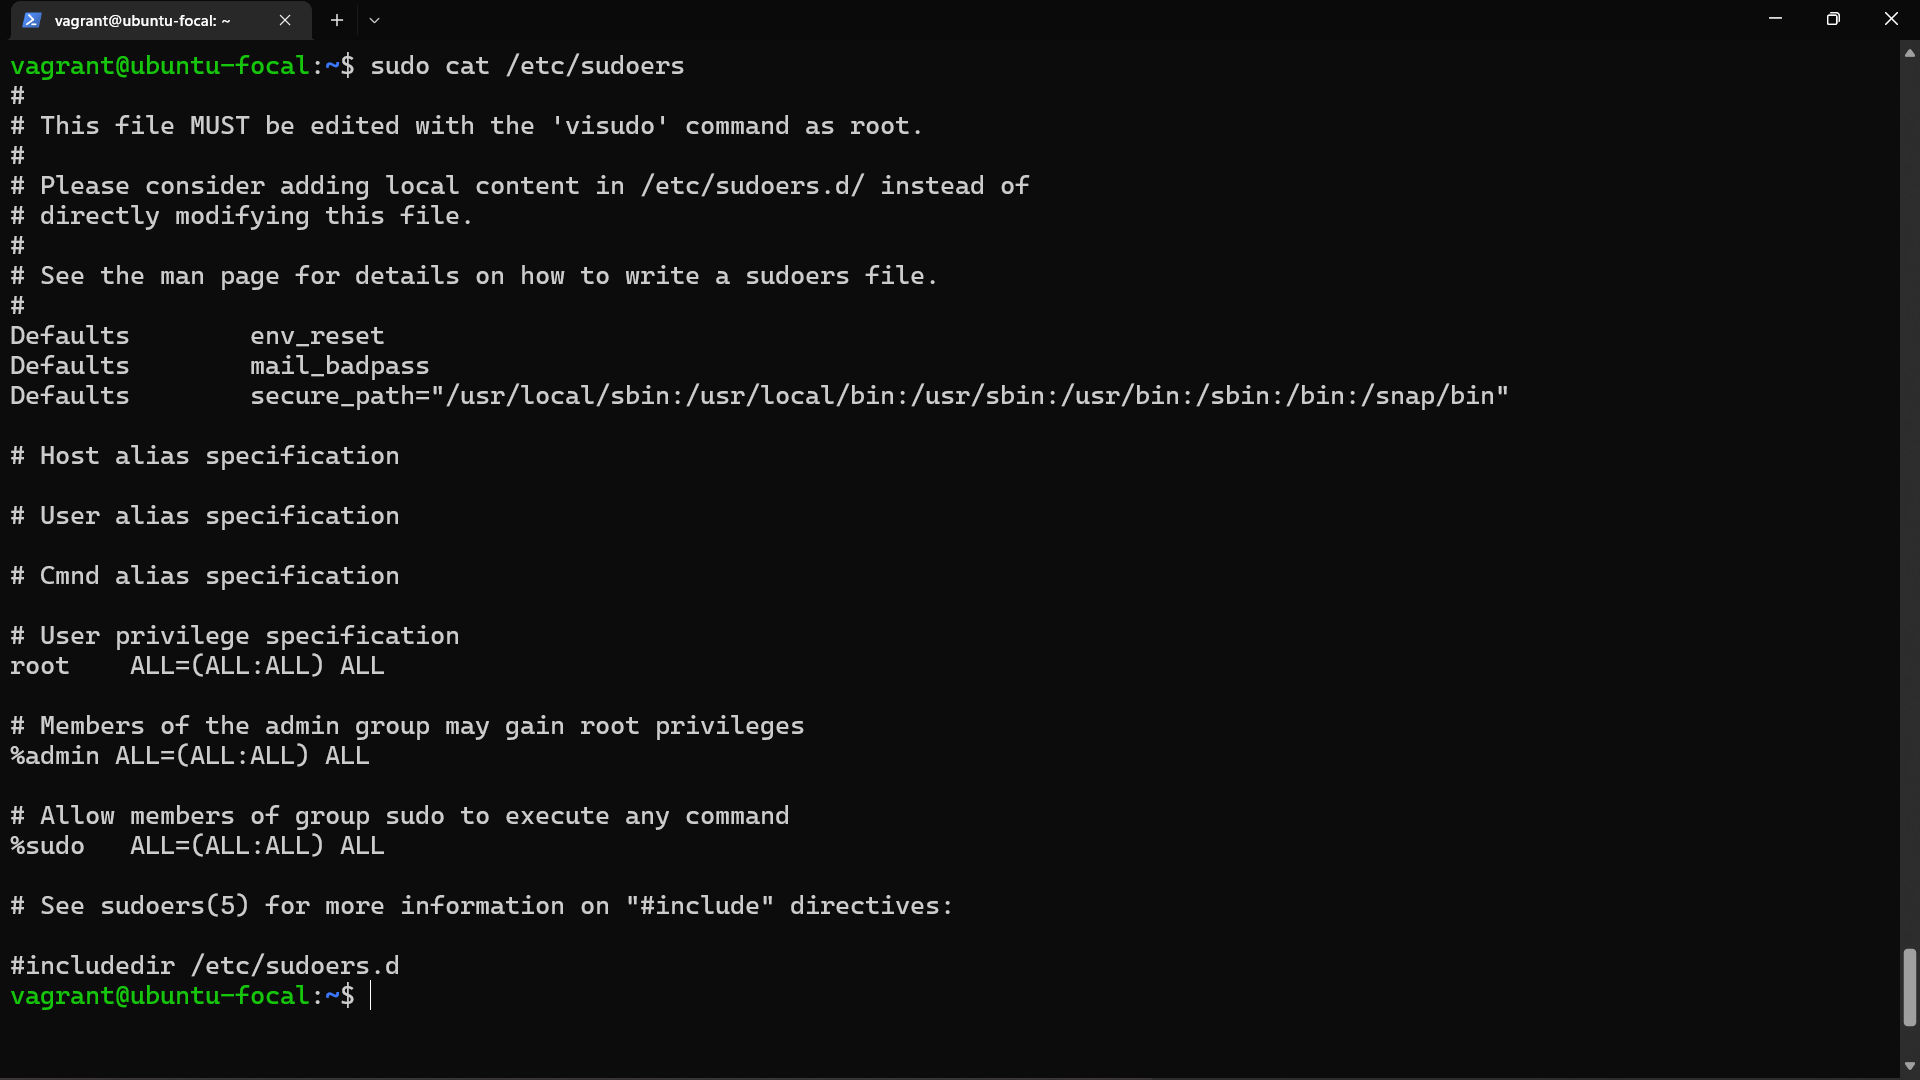 vagrant@ubuntu-focal: ~
vagrant@ubuntu-focal:~$ sudo cat /etc/sudoers
#
# This file MUST be edited with the 'visudo' command as root.
#
# Please consider adding local content in /etc/sudoers.d/ instead of
# directly modifying this file.
#
# See the man page for details on how to write a sudoers file.
#
Defaults        env_reset
Defaults        mail_badpass
Defaults        secure_path="/usr/local/sbin:/usr/local/bin:/usr/sbin:/usr/bin:/sbin:/bin:/snap/bin"

# Host alias specification

# User alias specification

# Cmnd alias specification

# User privilege specification
root    ALL=(ALL:ALL) ALL

# Members of the admin group may gain root privileges
%admin ALL=(ALL:ALL) ALL

# Allow members of group sudo to execute any command
%sudo   ALL=(ALL:ALL) ALL

# See sudoers(5) for more information on "#include" directives:

#includedir /etc/sudoers.d
vagrant@ubuntu-focal:~$